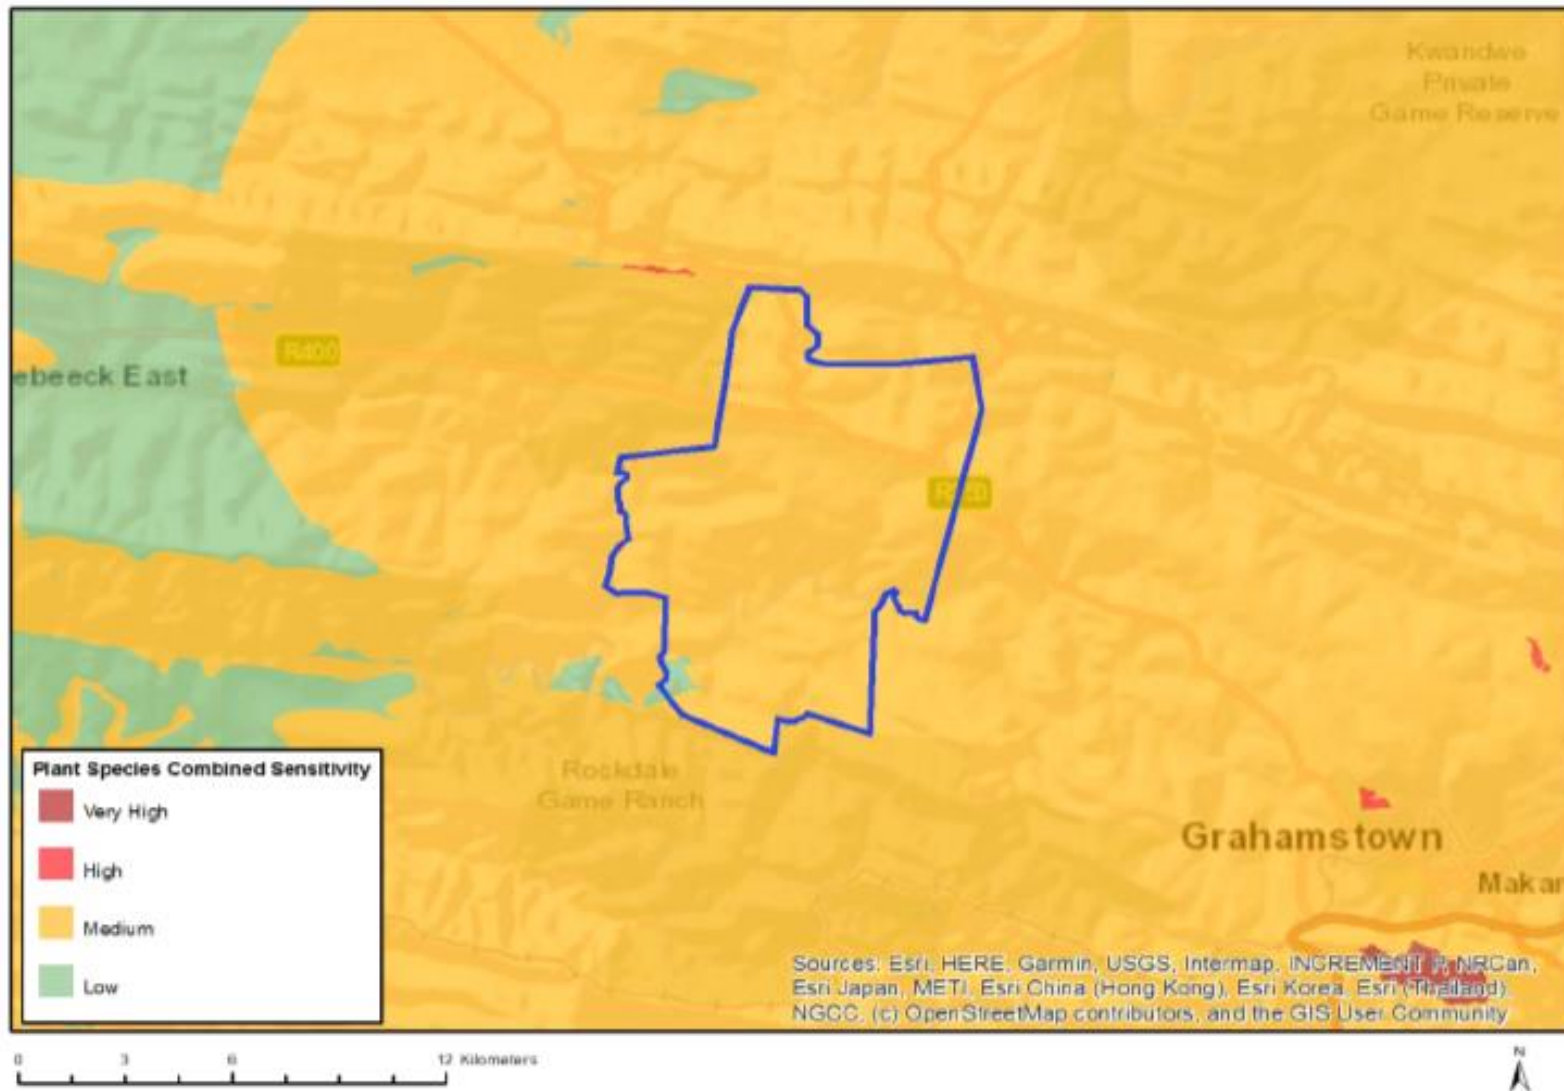 Kwandwe
Private
Game Reserve
R400
ebeeck East
Rockdale
Game Ranch
Plant Species Combined Sensitivity
Very High
High
Medium
Low
Grahamstown
Makan
Sources: Esri, HERE, Garmin, USGS, Intermap, INCREMENT P, NRCan,
Esri Japan, METI, Esri China (Hong Kong), Esri Korea, Esri (Thailand),
NGCC, (c) OpenStreetMap contributors, and the GIS User Community
0 3 6 12 Kilometers
N